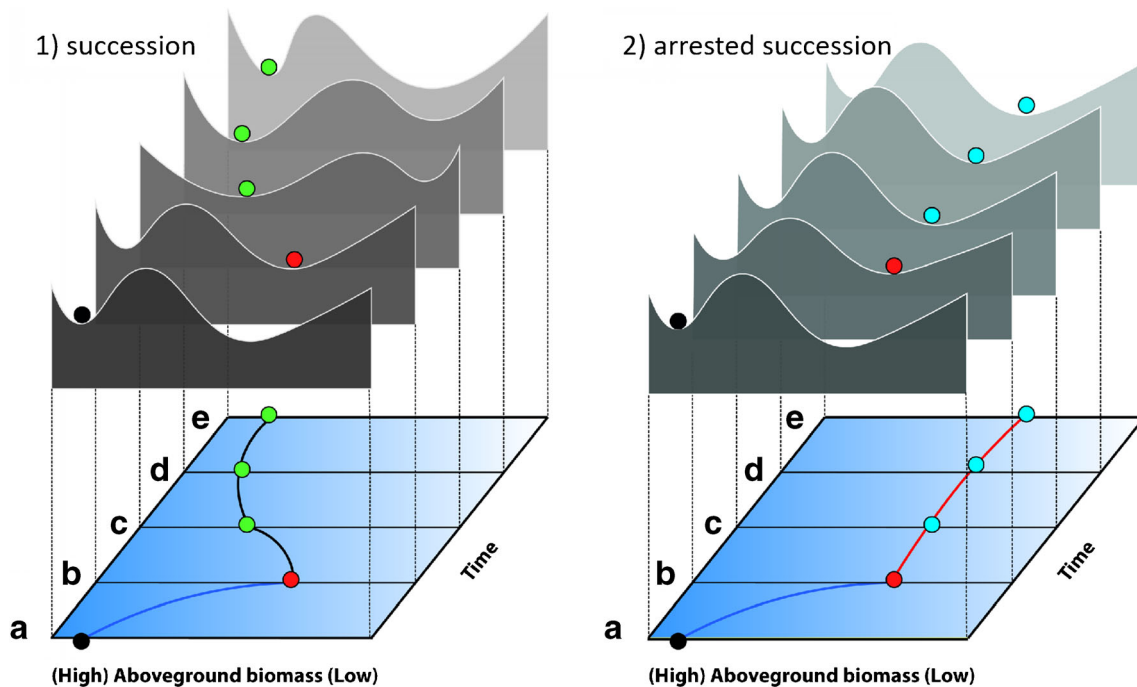 1) succession
e
d
c
b
a
Time
(High) Aboveground biomass (Low)
2) arrested succession
e
d
c
b
a
Time
(High) Aboveground biomass (Low)